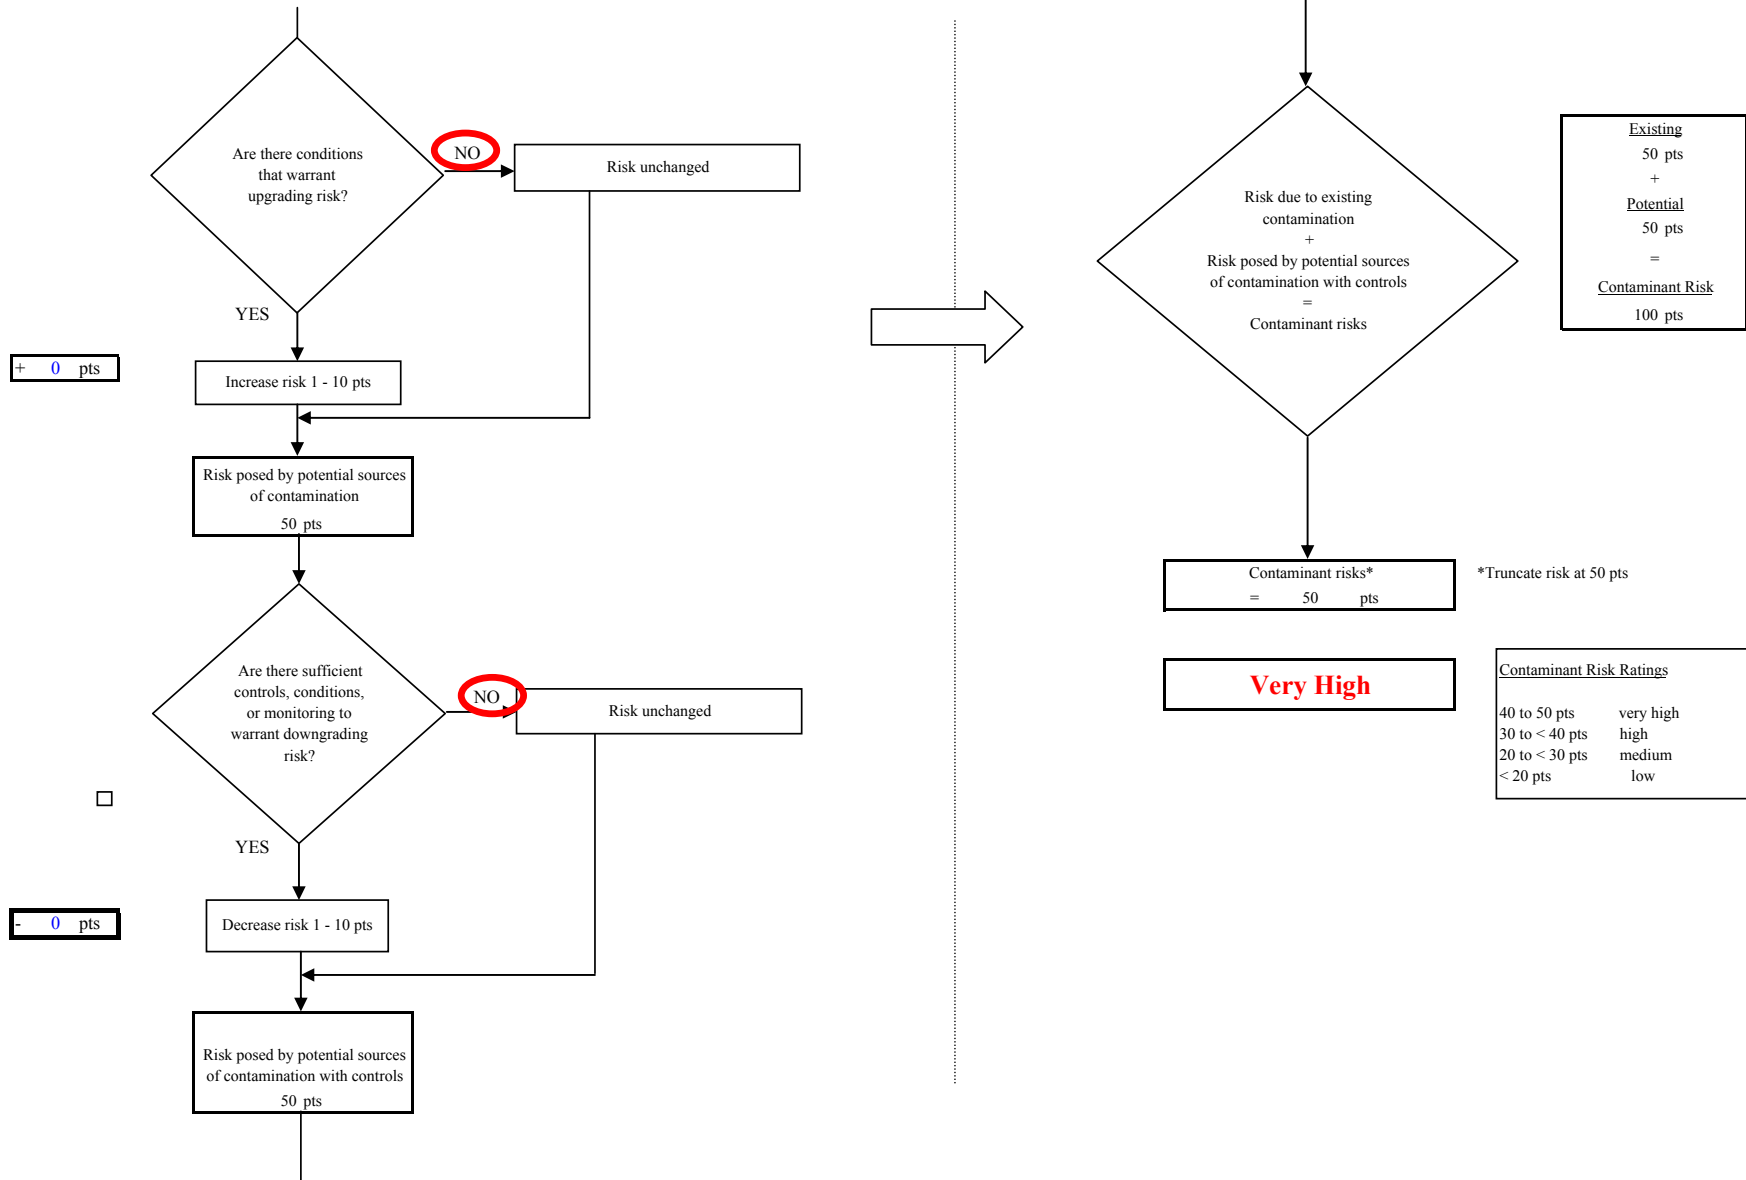 Are there conditions
that warrant
upgrading risk?
NO
Risk unchanged
YES
+ 0 pts
Increase risk 1 - 10 pts
Risk posed by potential sources
of contamination
50 pts
Are there sufficient
controls, conditions,
or monitoring to
warrant downgrading
risk?
NO
Risk unchanged
YES
- 0 pts
Decrease risk 1 - 10 pts
Risk posed by potential sources
of contamination with controls
50 pts
Risk due to existing
contamination
+
Risk posed by potential sources
of contamination with controls
=
Contaminant risks
Existing
50 pts
+
Potential
50 pts
=
Contaminant Risk
100 pts
Contaminant risks*
= 50 pts
*Truncate risk at 50 pts
Very High
Contaminant Risk Ratings
40 to 50 pts very high
30 to < 40 pts high
20 to < 30 pts medium
< 20 pts low